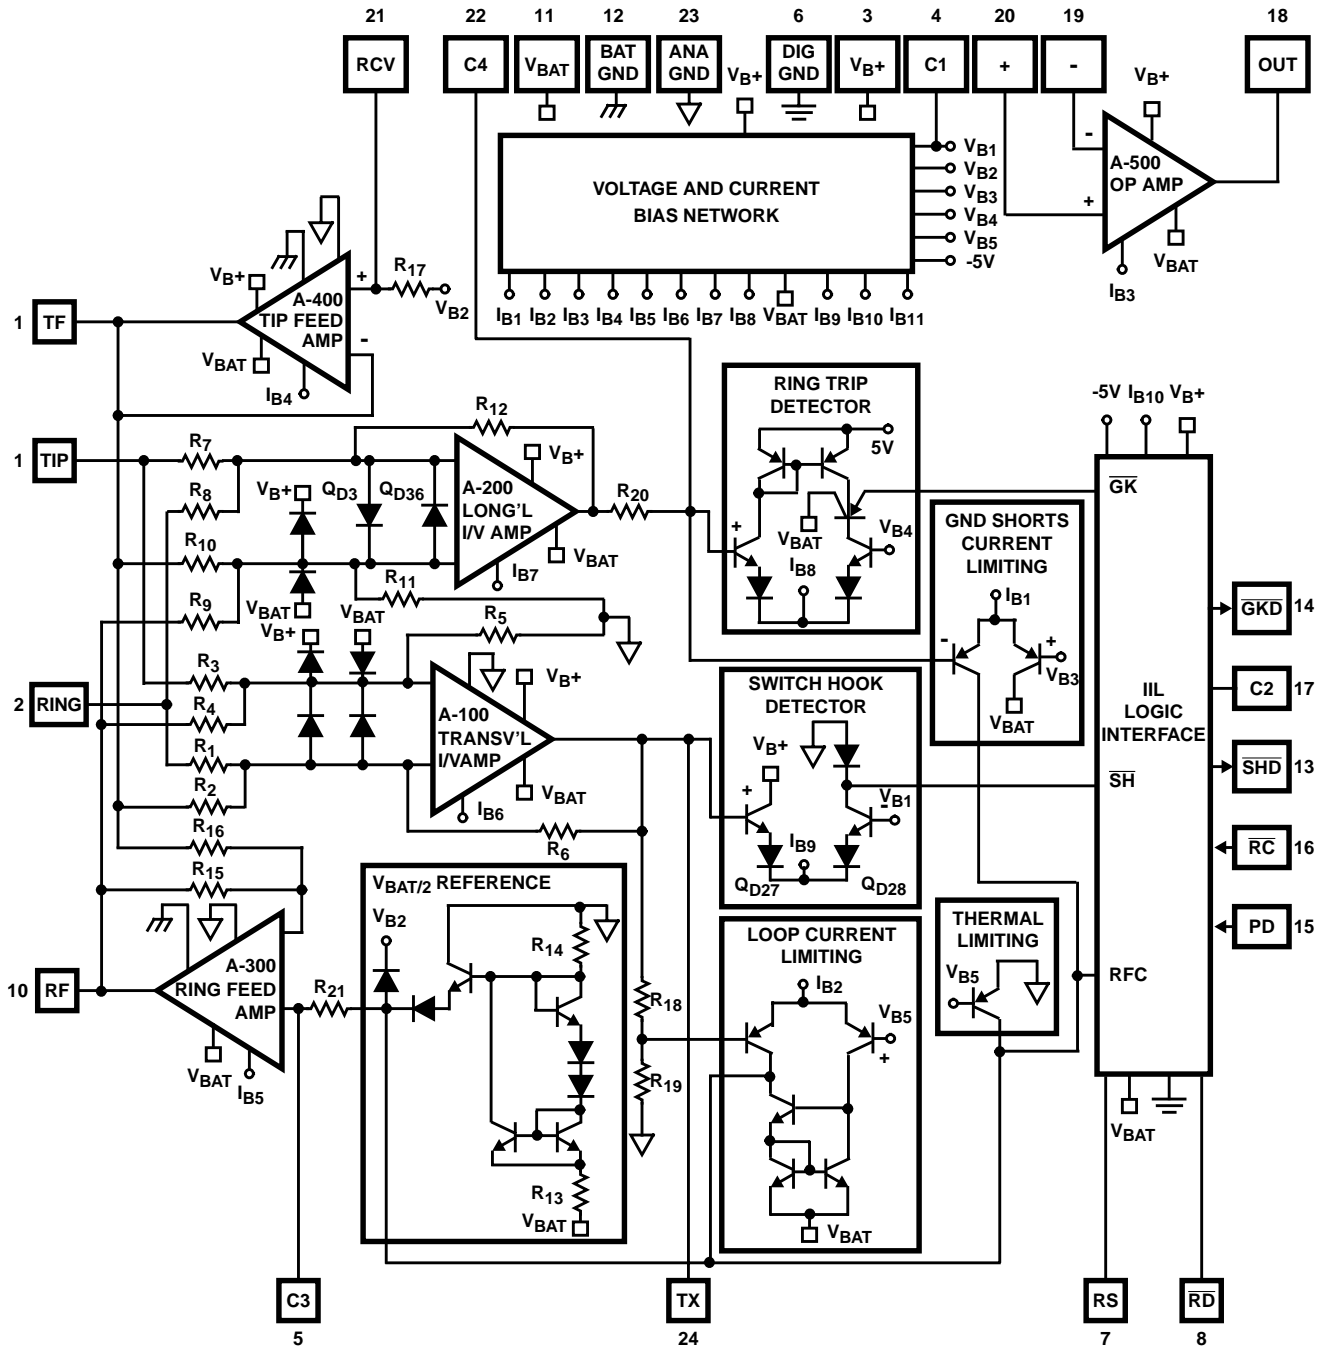 21 22 11 12 23 6 3 4 20 19 18
RCV C4 VBAT BAT GND ANA GND VB+ DIG GND VB+ C1 + - VB+ OUT
VOLTAGE AND CURRENT
BIAS NETWORK
VB1
VB2
VB3
VB4
VB5
-5V
IB1 IB2 IB3 IB4 IB5 IB6 IB7 IB8 VBAT IB9 IB10 IB11
-
A-500
OP AMP
+
VBAT
IB3
R17
VB2
VB+
+
A-400
TIP FEED
AMP
-
VBAT
IB4
1 TF
1 TIP
R7
R8
R10
R9
VB+
QD3
QD36
VBAT
R12
A-200
LONG'L
I/V AMP
VB+
VBAT
IB7
R20
R11
R5
2 RING
R3
R4
R1
R2
R16
R15
VB+
VBAT
A-100
TRANSV'L
I/VAMP
VB+
VBAT
IB6
R6
RING TRIP
DETECTOR
5V
+
VBAT
VB4
IB8
GND SHORTS
CURRENT
LIMITING
IB1
-
+
VB3
VBAT
SWITCH HOOK
DETECTOR
VB+
+
VB1
-
IB9
QD27
QD28
-5V IB10 VB+
GK
IIL
LOGIC
INTERFACE
SH
RFC
VBAT
GKD 14
C2 17
SHD 13
RC 16
PD 15
THERMAL
LIMITING
VB5
LOOP CURRENT
LIMITING
IB2
VB5
+
VBAT
VBAT/2 REFERENCE
VB2
R14
R13
VBAT
R18
R19
10 RF
A-300
RING FEED
AMP
R21
VBAT
IB5
C3
5
TX
24
RS
7
RD
8